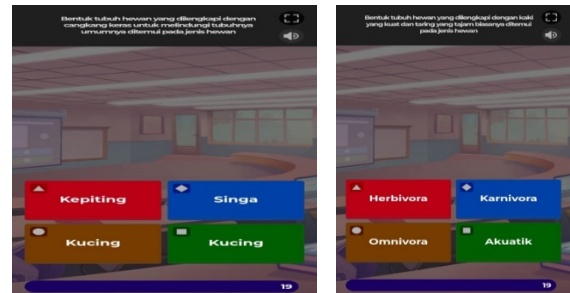 Bentuk tubuh hewan yang dilengkapi dengan
cangkang keras untuk melindungi tubuhnya
umumnya ditemui pada jenis hewan
Kepiting
Singa
Kucing
Kucing
19
Bentuk tubuh hewan yang dilengkapi dengan kaki
yang kuat dan taring yang tajam biasanya ditemui
pada jenis hewan
Herbivora
Karnivora
Omnivora
Akuatik
19